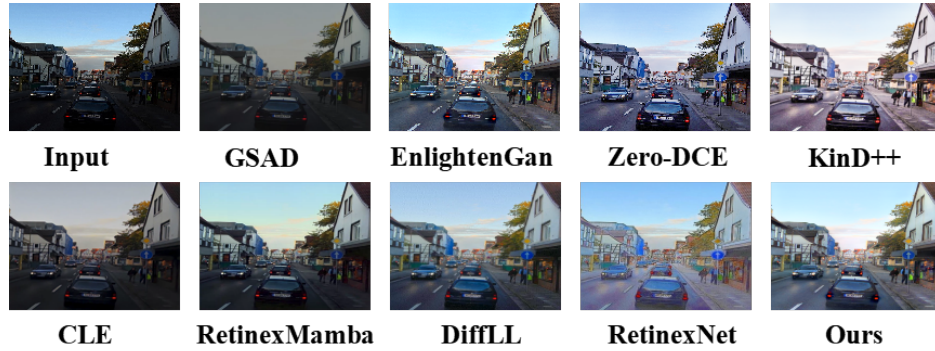 Input GSAD EnlightenGan Zero-DCE KinD++
CLE RetinexMamba DiffLL RetinexNet Ours